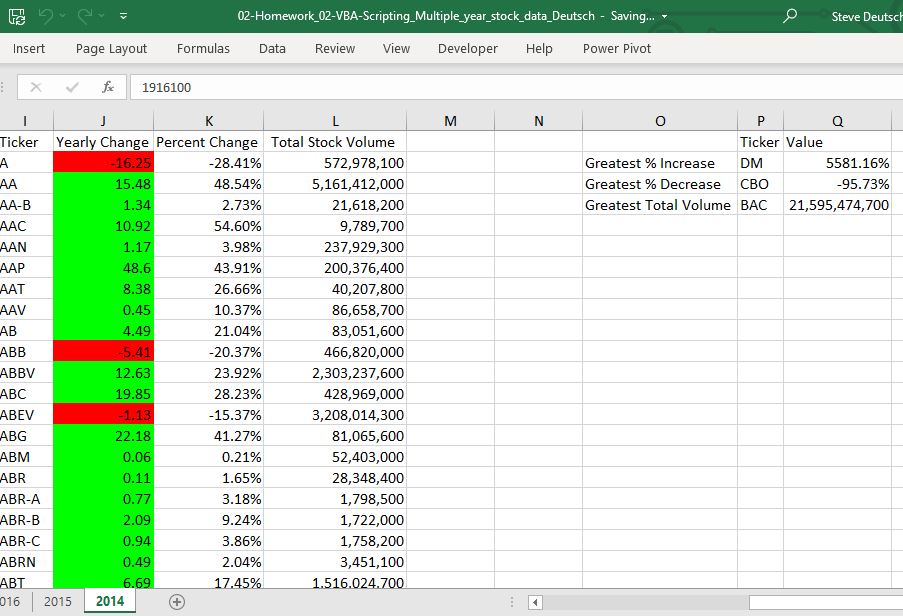 02-Homework_02-VBA-Scripting_Multiple_year_stock_data_Deutsch - Saving... Steve Deutsch
Insert Page Layout Formulas Data Review View Developer Help Power Pivot
fx 1916100
I J K L M N O P Q
Ticker Yearly Change Percent Change Total Stock Volume Ticker Value
A -16.25 -28.41% 572,978,100 Greatest % Increase DM 5581.16%
AA 15.48 48.54% 5,161,412,000 Greatest % Decrease CBO -95.73%
AA-B 1.34 2.73% 21,618,200 Greatest Total Volume BAC 21,595,474,700
AAC 10.92 54.60% 9,789,700
AAN 1.17 3.98% 237,929,300
AAP 48.6 43.91% 200,376,400
AAT 8.38 26.66% 40,207,800
AAV 0.45 10.37% 86,658,700
AB 4.49 21.04% 83,051,600
ABB -5.41 -20.37% 466,820,000
ABBV 12.63 23.92% 2,303,237,600
ABC 19.85 28.23% 428,969,000
ABEV -1.13 -15.37% 3,208,014,300
ABG 22.18 41.27% 81,065,600
ABM 0.06 0.21% 52,403,000
ABR 0.11 1.65% 28,348,400
ABR-A 0.77 3.18% 1,798,500
ABR-B 2.09 9.24% 1,722,000
ABR-C 0.94 3.86% 1,758,200
ABRN 0.49 2.04% 3,451,100
ABT 6.69 17.45% 1,516,024,700
016 2015 2014